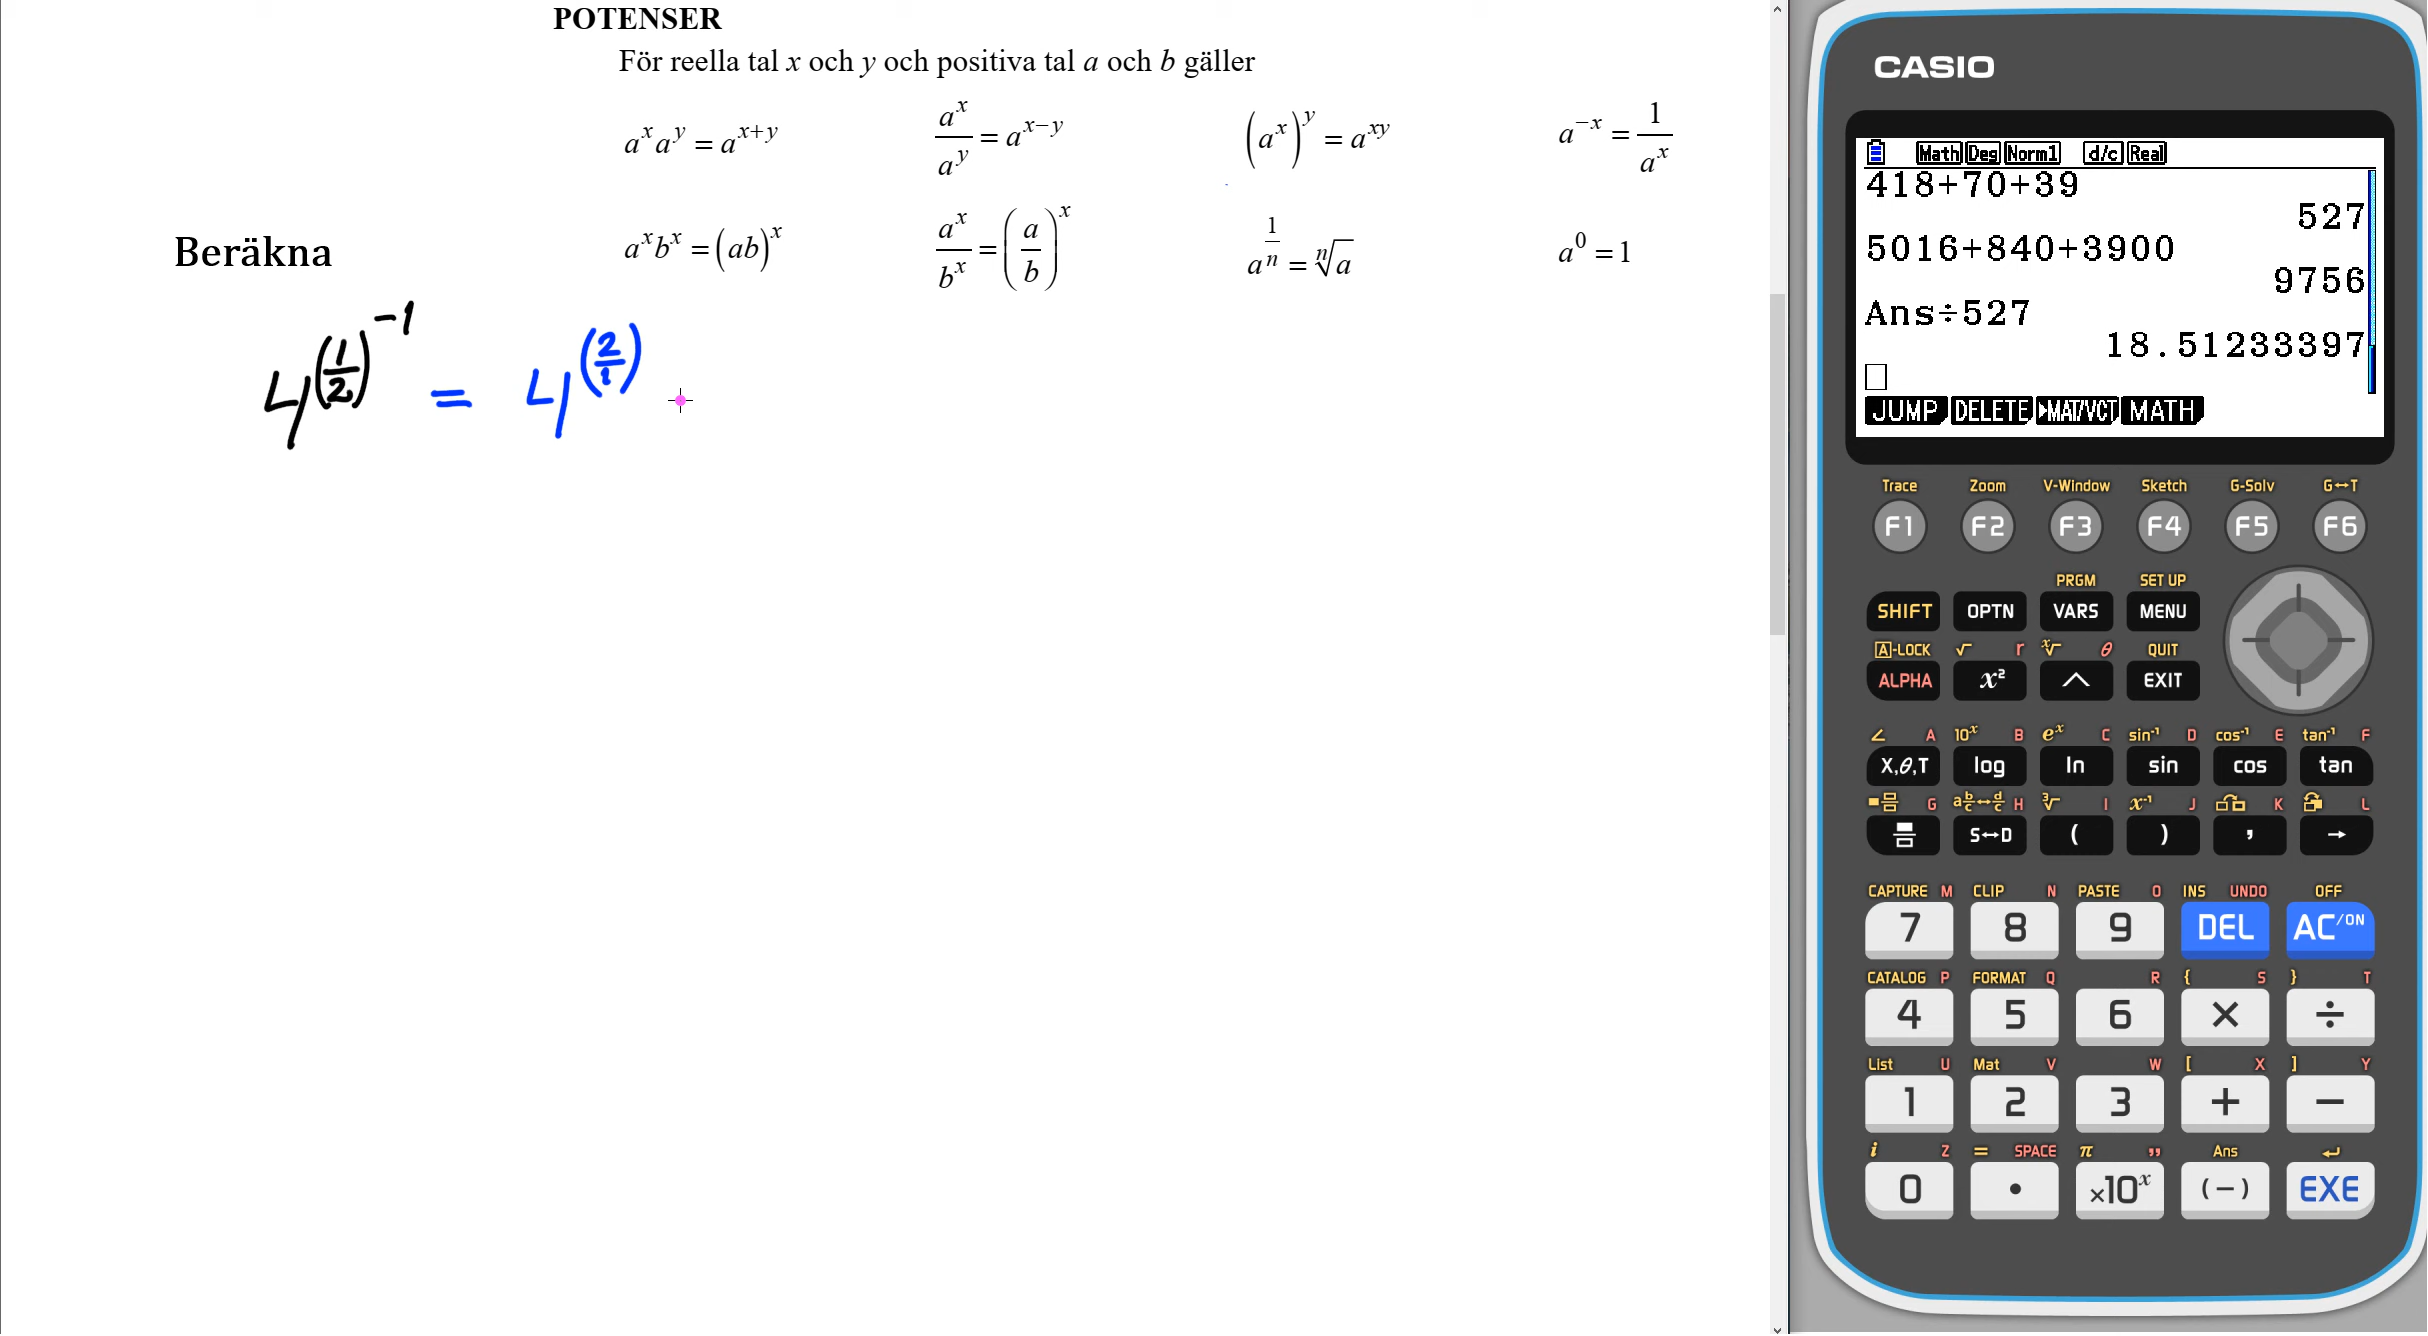 POTENSER
För reella tal x och y och positiva tal a och b gäller
a^x a^y = a^{x+y}
a^x / a^y = a^{x−y}
(a^x)^y = a^{xy}
a^{−x} = 1 / a^x
Beräkna
a^x b^x = (ab)^x
a^x / b^x = (a/b)^x
a^{1/n} = ⁿ√a
a^0 = 1
4^{(1/2)^{−1}} = 4^{(2/1)}
CASIO
Math Deg Norm1 d/c Real
418+70+39
527
5016+840+3900
9756
Ans÷527
18.51233397
JUMP DELETE ▶MAT/VCT MATH
Trace Zoom V-Window Sketch G-Solv G↔T
F1 F2 F3 F4 F5 F6
PRGM SET UP
SHIFT OPTN VARS MENU
A-LOCK √ r ˣ√ θ QUIT
ALPHA x² ^ EXIT
∠ A 10ˣ B eˣ C sin⁻¹ D cos⁻¹ E tan⁻¹ F
X,θ,T log ln sin cos tan
G a b/c↔d/c H ³√ I x⁻¹ J K L
S↔D ( ) , →
CAPTURE M CLIP N PASTE O INS UNDO OFF
7 8 9 DEL AC/ON
CATALOG P FORMAT Q R { S } T
4 5 6 × ÷
List U Mat V W [ X ] Y
1 2 3 + −
i Z = SPACE π " Ans ↵
0 • ×10ˣ (−) EXE